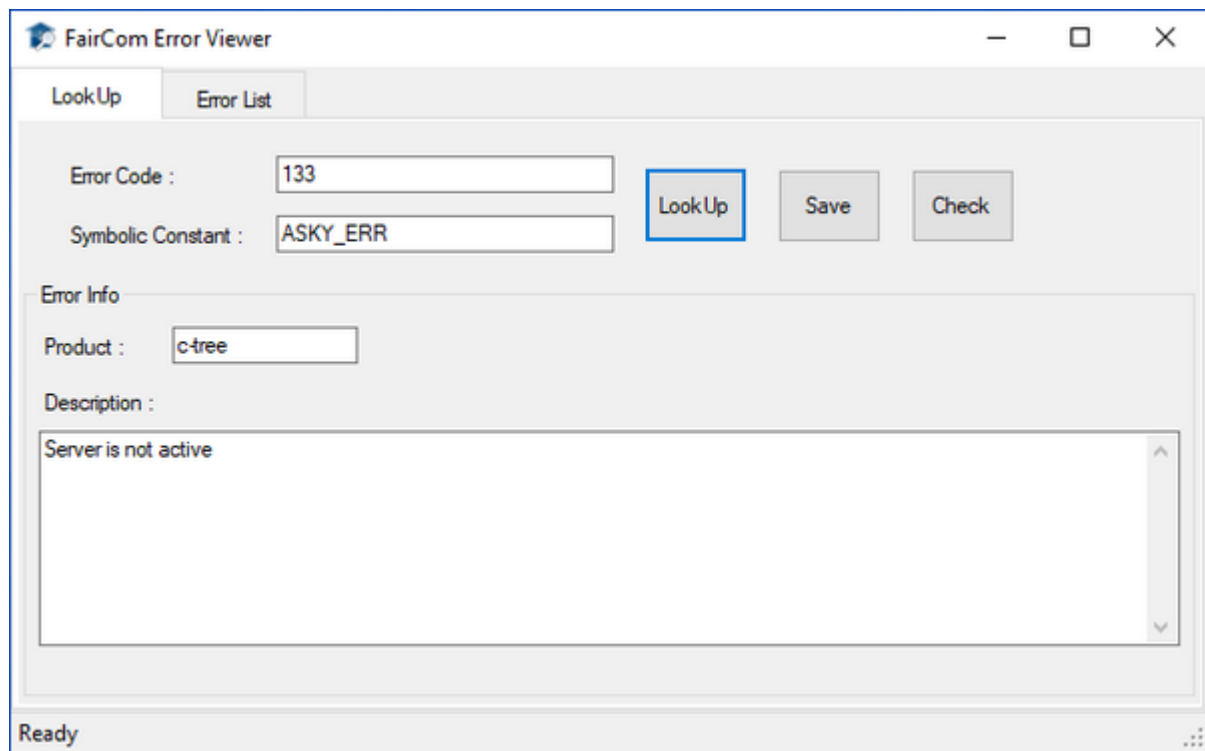 FairCom Error Viewer
LookUp Error List
Error Code : 133
LookUp Save Check
Symbolic Constant : ASKY_ERR
Error Info
Product : c-tree
Description :
Server is not active
Ready